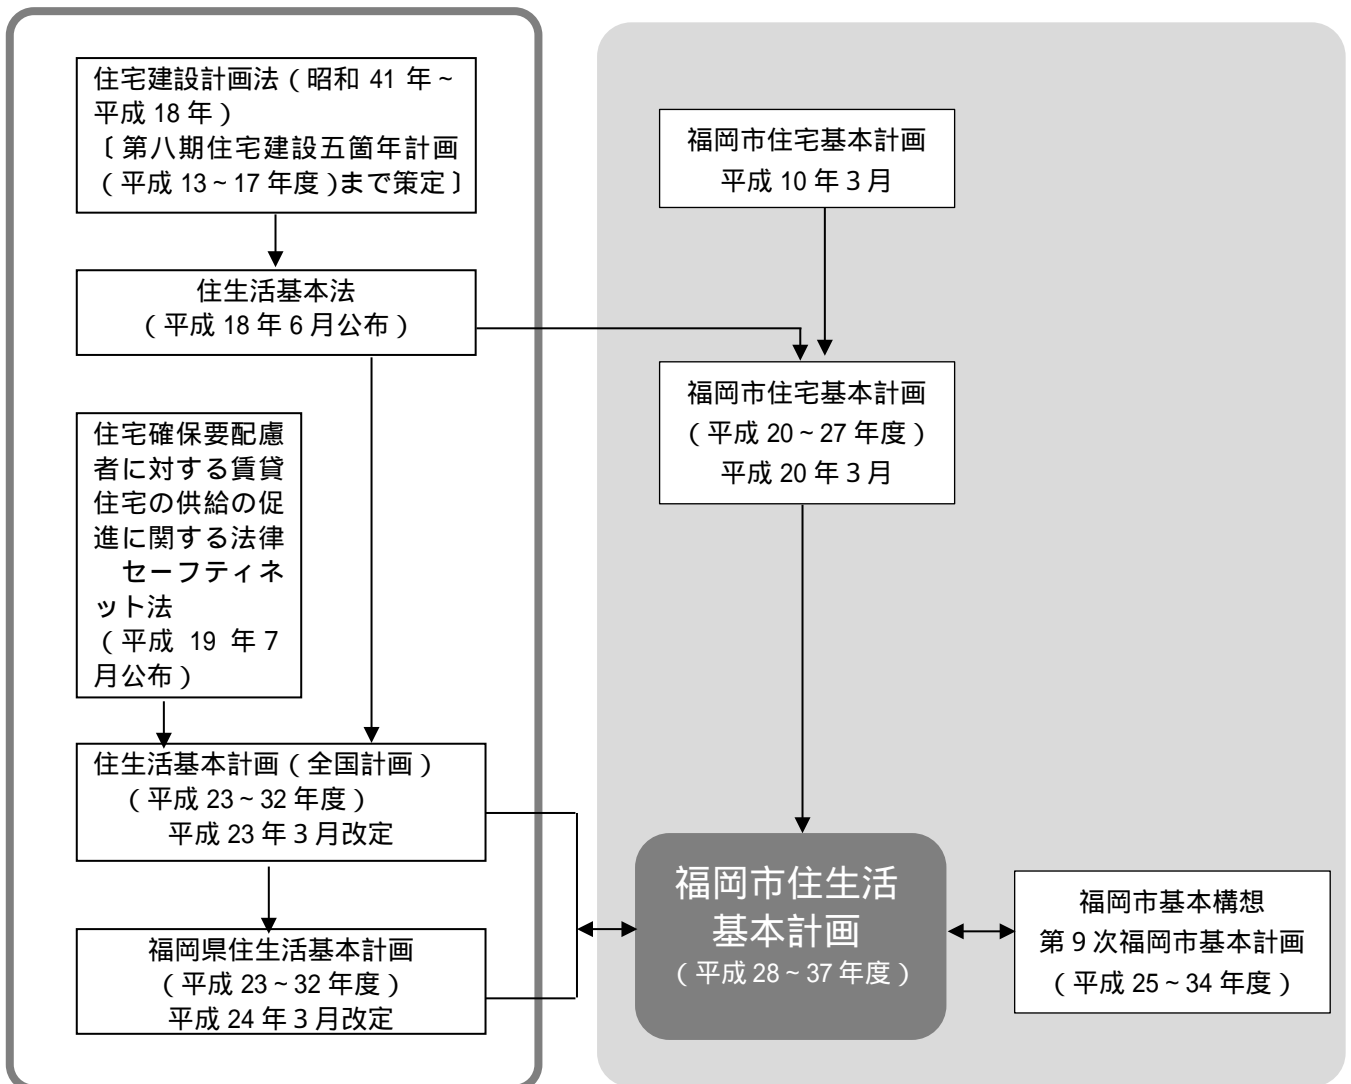 住宅建設計画法（昭和 41 年～
平成 18 年）
〔第八期住宅建設五箇年計画
（平成 13～17 年度）まで策定〕
住生活基本法
（平成 18 年 6 月公布）
住宅確保要配慮
者に対する賃貸
住宅の供給の促
進に関する法律
セーフティネ
ット法
（平成 19 年 7
月公布）
住生活基本計画（全国計画）
（平成 23～32 年度）
平成 23 年 3 月改定
福岡県住生活基本計画
（平成 23～32 年度）
平成 24 年 3 月改定
福岡市住宅基本計画
平成 10 年 3 月
福岡市住宅基本計画
（平成 20～27 年度）
平成 20 年 3 月
福岡市住生活
基本計画
（平成 28～37 年度）
福岡市基本構想
第 9 次福岡市基本計画
（平成 25～34 年度）